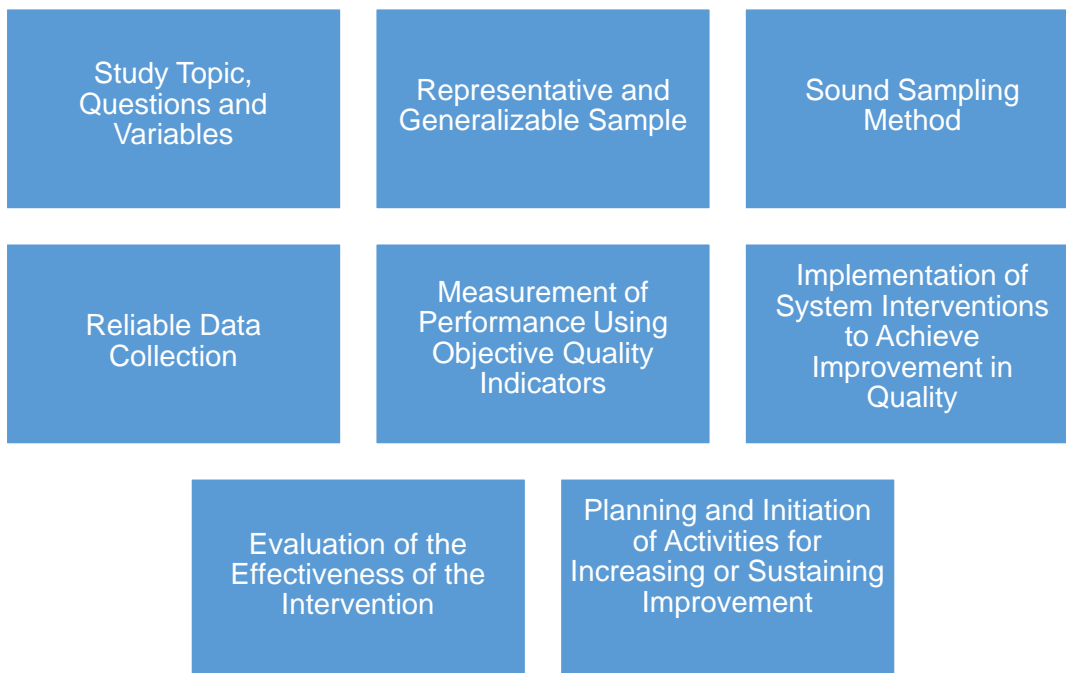 Study Topic,
Questions and
Variables
Representative and
Generalizable Sample
Sound Sampling
Method
Reliable Data
Collection
Measurement of
Performance Using
Objective Quality
Indicators
Implementation of
System Interventions
to Achieve
Improvement in
Quality
Evaluation of the
Effectiveness of the
Intervention
Planning and Initiation
of Activities for
Increasing or Sustaining
Improvement